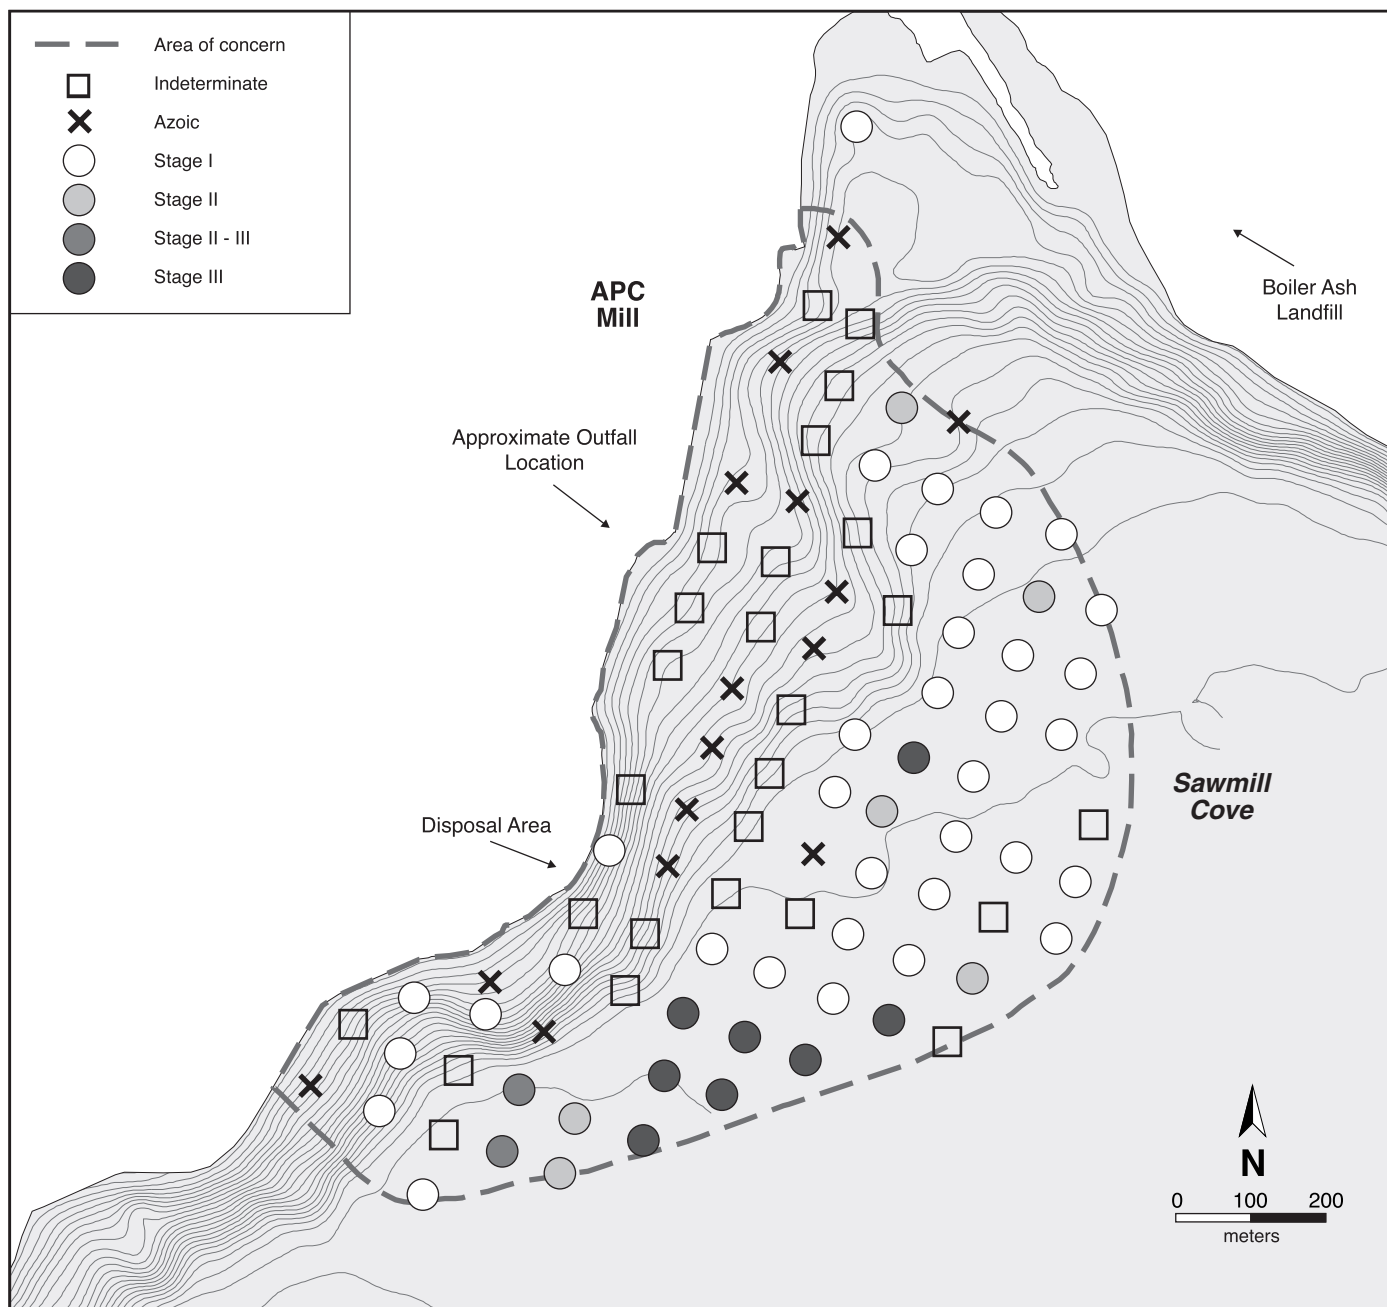 Area of concern
Indeterminate
Azoic
Stage I
Stage II
Stage II - III
Stage III
APC
Mill
Boiler Ash
Landfill
Approximate Outfall
Location
Sawmill
Cove
Disposal Area
N
0 100 200
meters